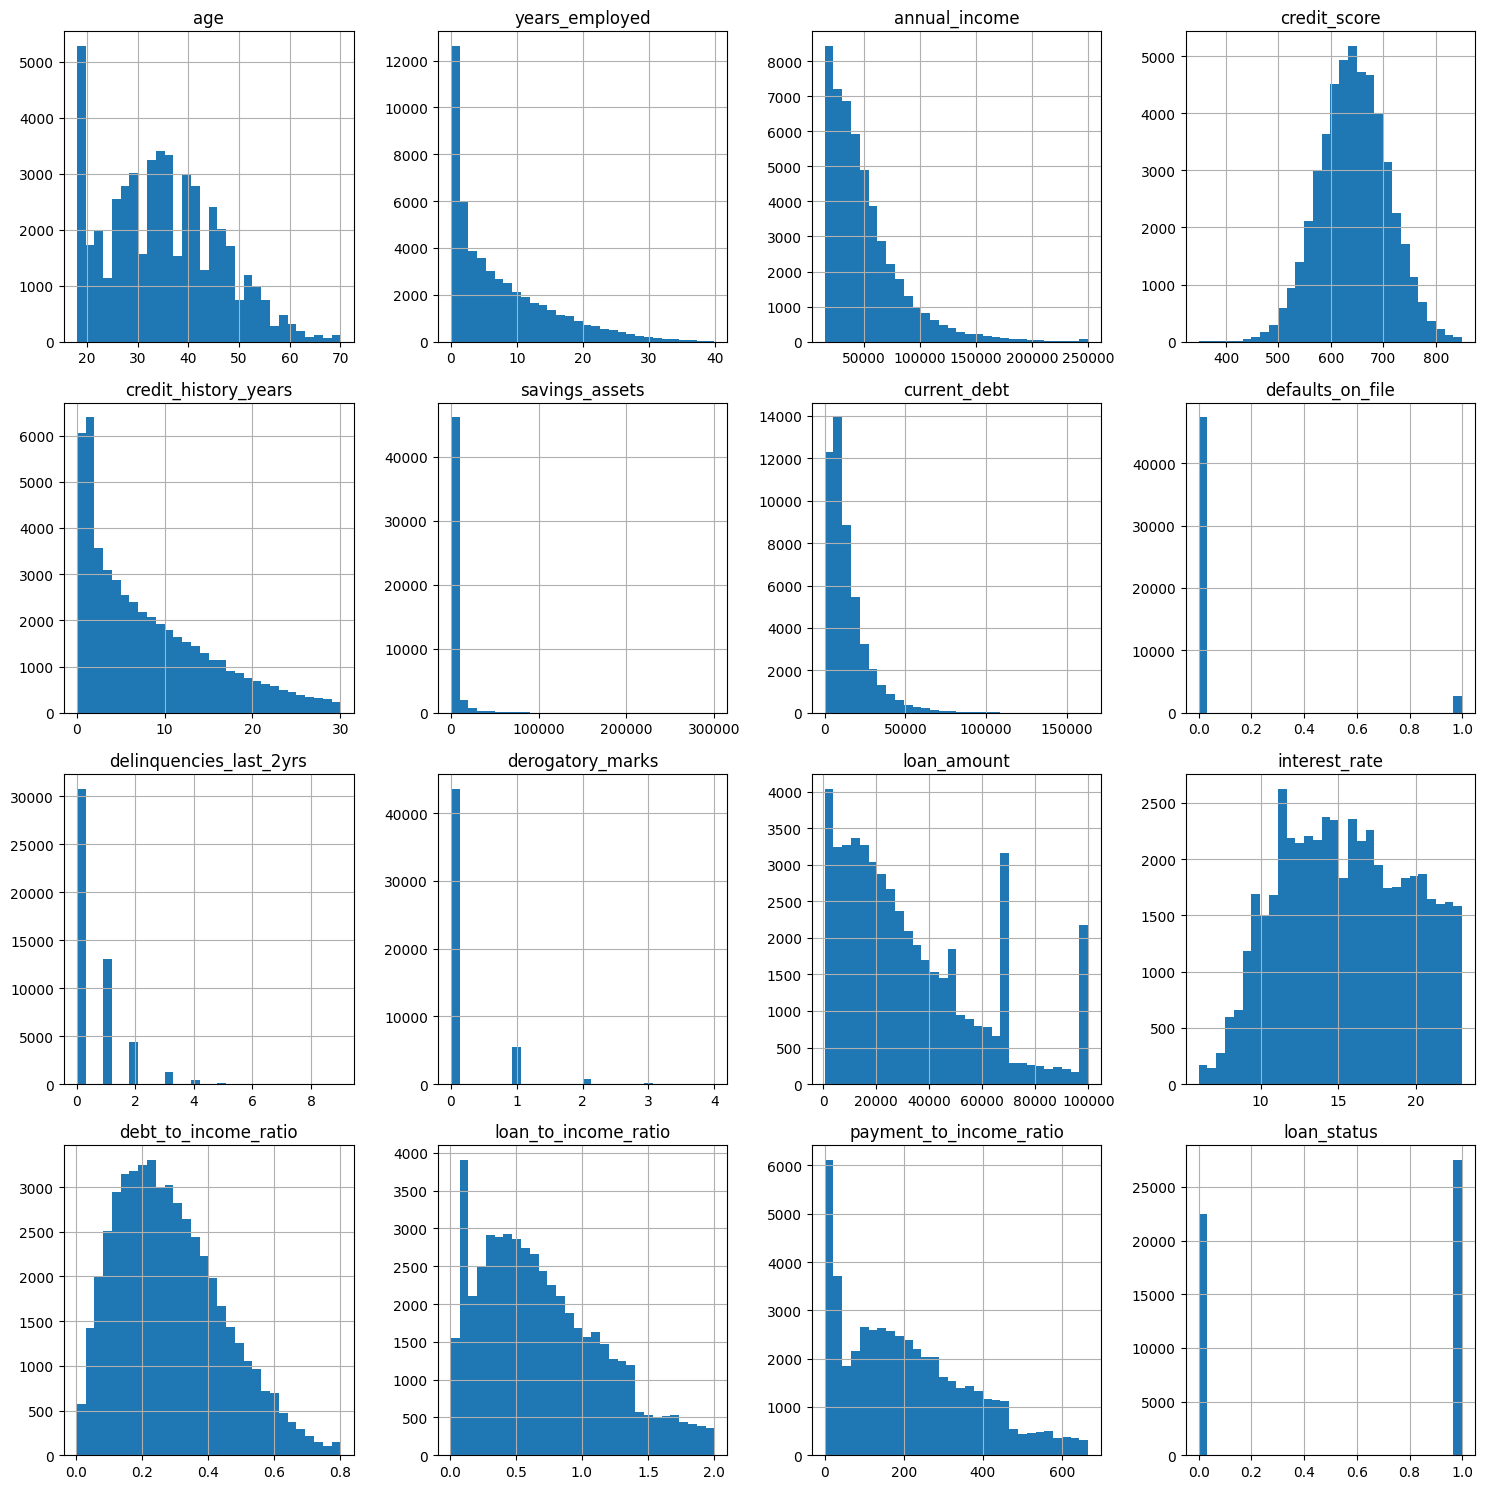 age years_employed annual_income credit_score
5000 12000 8000 5000
4000 10000 7000 4000
3000 8000 6000 3000
2000 6000 5000 2000
1000 4000 4000 1000
0 2000 3000 0
0 2000
1000
0
20 30 40 50 60 70 0 10 20 30 40 50000 100000 150000 200000 250000 400 500 600 700 800
credit_history_years savings_assets current_debt defaults_on_file
6000 40000 14000 40000
5000 30000 12000 30000
4000 20000 10000 20000
3000 10000 8000 10000
2000 0 6000 0
1000 4000
0 2000
0
0 10 20 30 0 100000 200000 300000 0 50000 100000 150000 0.0 0.2 0.4 0.6 0.8 1.0
delinquencies_last_2yrs derogatory_marks loan_amount interest_rate
30000 40000 4000 2500
25000 30000 3500 2000
20000 20000 3000 1500
15000 10000 2500 1000
10000 0 2000 500
5000 1500 0
0 1000
500
0
0 2 4 6 8 0 1 2 3 4 0 20000 40000 60000 80000 100000 10 15 20
debt_to_income_ratio loan_to_income_ratio payment_to_income_ratio loan_status
3000 4000 6000 25000
2500 3500 5000 20000
2000 3000 4000 15000
1500 2500 3000 10000
1000 2000 2000 5000
500 1500 1000 0
0 1000 0
500
0
0.0 0.2 0.4 0.6 0.8 0.0 0.5 1.0 1.5 2.0 0 200 400 600 0.0 0.2 0.4 0.6 0.8 1.0